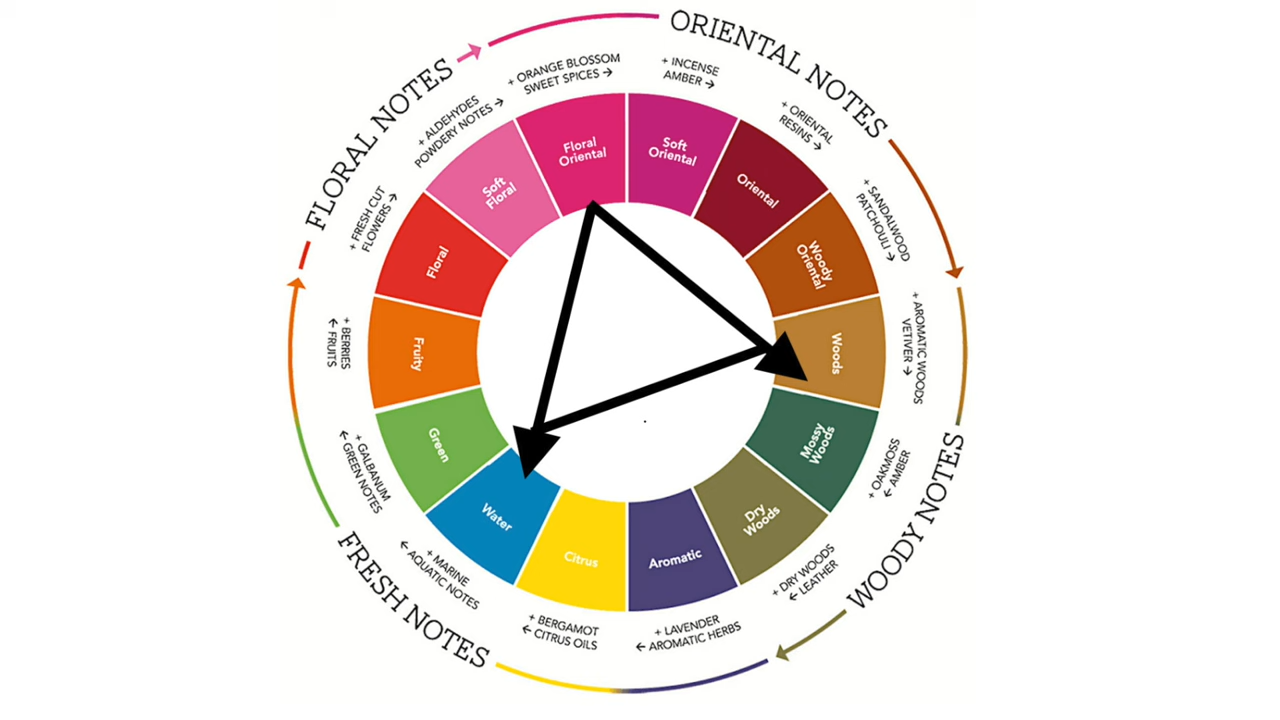 ORIENTAL NOTES
FLORAL NOTES
WOODY NOTES
FRESH NOTES
+ ORANGE BLOSSOM
SWEET SPICES →
+ INCENSE
AMBER →
+ ORIENTAL
RESINS →
+ SANDALWOOD
PATCHOULI →
+ AROMATIC WOODS
VETIVER →
+ OAKMOSS
← AMBER
+ DRY WOODS
← LEATHER
+ LAVENDER
← AROMATIC HERBS
+ BERGAMOT
← CITRUS OILS
+ MARINE
← AQUATIC NOTES
+ GALBANUM
← GREEN NOTES
+ BERRIES
← FRUITS
+ FRESH CUT
FLOWERS →
+ ALDEHYDES
POWDERY NOTES →
Floral
Oriental
Soft
Oriental
Oriental
Woody
Oriental
Woods
Mossy
Woods
Dry
Woods
Aromatic
Citrus
Water
Green
Fruity
Floral
Soft
Floral